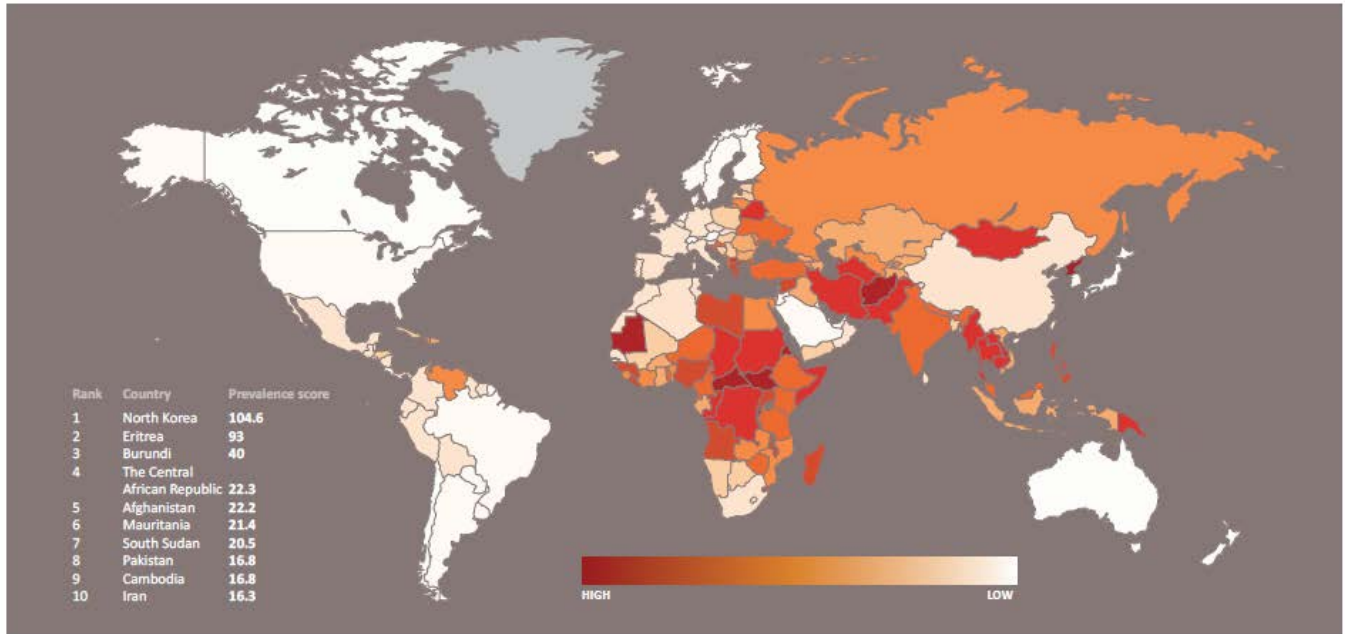 Rank Country Prevalence score
1 North Korea 104.6
2 Eritrea 93
3 Burundi 40
4 The Central
African Republic 22.3
5 Afghanistan 22.2
6 Mauritania 21.4
7 South Sudan 20.5
8 Pakistan 16.8
9 Cambodia 16.8
10 Iran 16.3
HIGH LOW